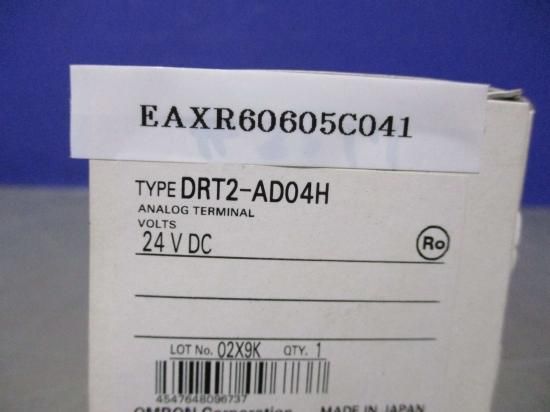 EAXR60605C041
TYPE DRT2-AD04H
ANALOG TERMINAL
VOLTS
24 V DC
Ro
LOT No. 02X9K QTY. 1
4547648096737
OMRON Corporation MADE IN JAPAN